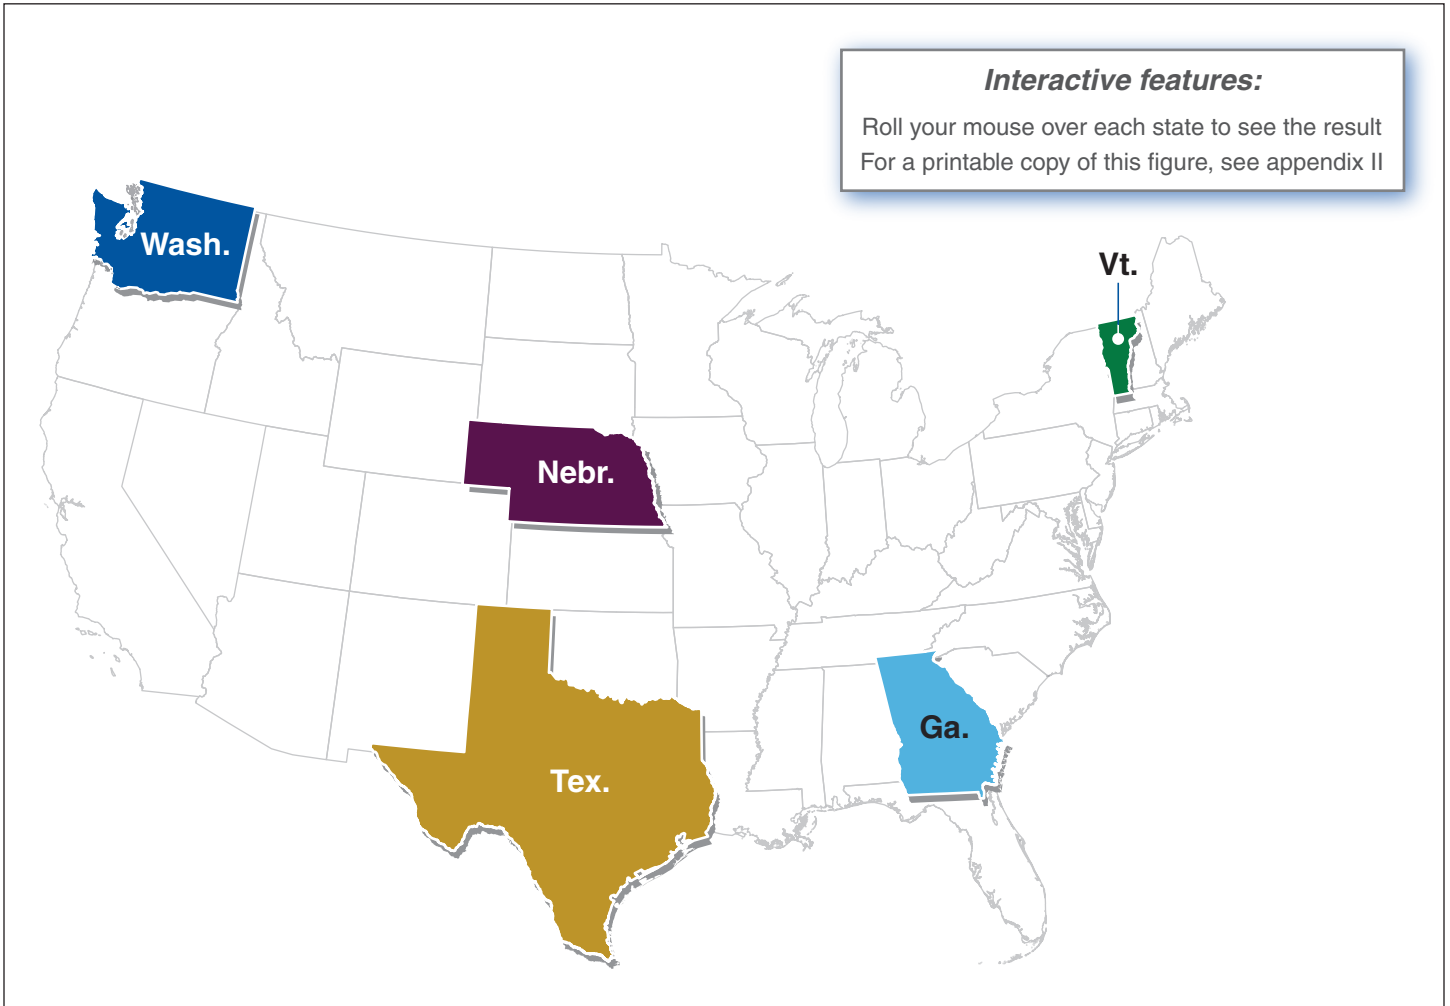 Interactive features:
Roll your mouse over each state to see the result
For a printable copy of this figure, see appendix II
Wash.
Vt.
Nebr.
Ga.
Tex.